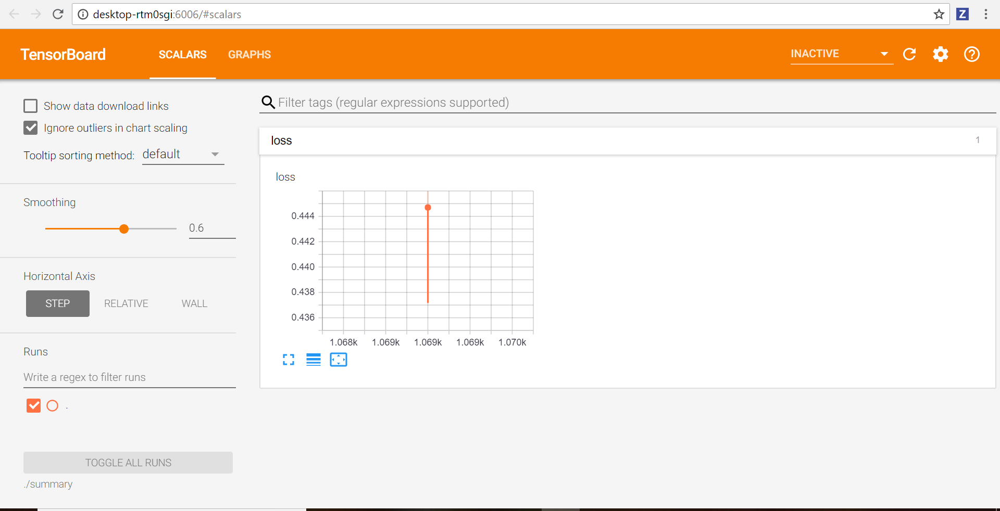 desktop-rtm0sgi:6006/#scalars
Z
TensorBoard
SCALARS
GRAPHS
INACTIVE
Show data download links
Ignore outliers in chart scaling
Tooltip sorting method: default
Smoothing
0.6
Horizontal Axis
STEP
RELATIVE
WALL
Runs
Write a regex to filter runs
.
TOGGLE ALL RUNS
./summary
Filter tags (regular expressions supported)
loss
1
loss
0.444
0.442
0.440
0.438
0.436
1.068k 1.069k 1.069k 1.069k 1.070k